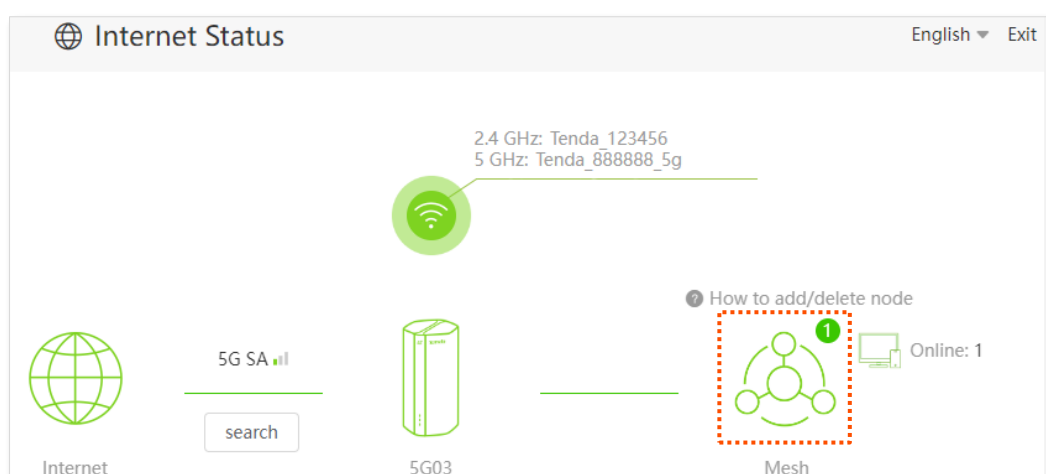 Internet Status
English
Exit
2.4 GHz: Tenda_123456
5 GHz: Tenda_888888_5g
How to add/delete node
1
5G SA
Online: 1
search
Internet
5G03
Mesh